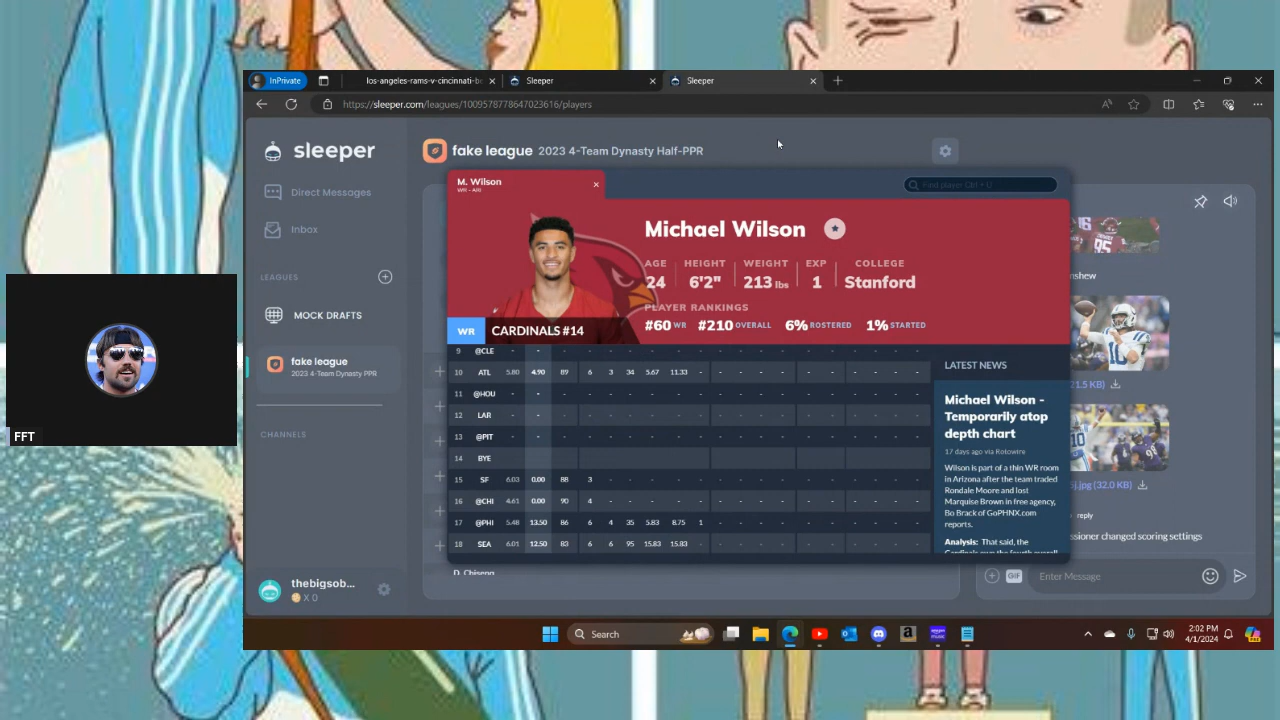 InPrivate
los-angeles-rams-v-cincinnati-be
Sleeper
Sleeper
https://sleeper.com/leagues/1009578778647023616/players
sleeper
fake league 2023 4-Team Dynasty Half-PPR
Direct Messages
Inbox
LEAGUES
MOCK DRAFTS
fake league
2023 4-Team Dynasty PPR
CHANNELS
thebigsob...
X 0
M. Wilson
WR - ARI
Find player Ctrl + U
Michael Wilson
AGE HEIGHT WEIGHT EXP COLLEGE
24 6'2" 213 lbs 1 Stanford
PLAYER RANKINGS
#60 WR #210 OVERALL 6% ROSTERED 1% STARTED
WR CARDINALS #14
9 @CLE - - - - - - - - - - - - - - - - -
10 ATL 5.80 4.90 89 6 3 34 5.67 11.33 - - - - - - - - -
11 @HOU - - - - - - - - - - - - - - - - -
12 LAR - - - - - - - - - - - - - - - - -
13 @PIT - - - - - - - - - - - - - - - - -
14 BYE
15 SF 6.03 0.00 88 3 - - - - - - - - - - - - -
16 @CHI 4.61 0.00 90 4 - - - - - - - - - - - - -
17 @PHI 5.48 13.50 86 6 4 35 5.83 8.75 1 - - - - - - - -
18 SEA 6.01 12.50 83 6 6 95 15.83 15.83 - - - - - - - - -
LATEST NEWS
Michael Wilson -
Temporarily atop
depth chart
17 days ago via Rotowire
Wilson is part of a thin WR room
in Arizona after the team traded
Rondale Moore and lost
Marquise Brown in free agency,
Bo Brack of GoPHNX.com
reports.
Analysis: That said, the
nshew
21.5 KB)
.jpg (32.0 KB)
reply
ssioner changed scoring settings
GIF Enter Message
FFT
Search
2:02 PM
4/1/2024